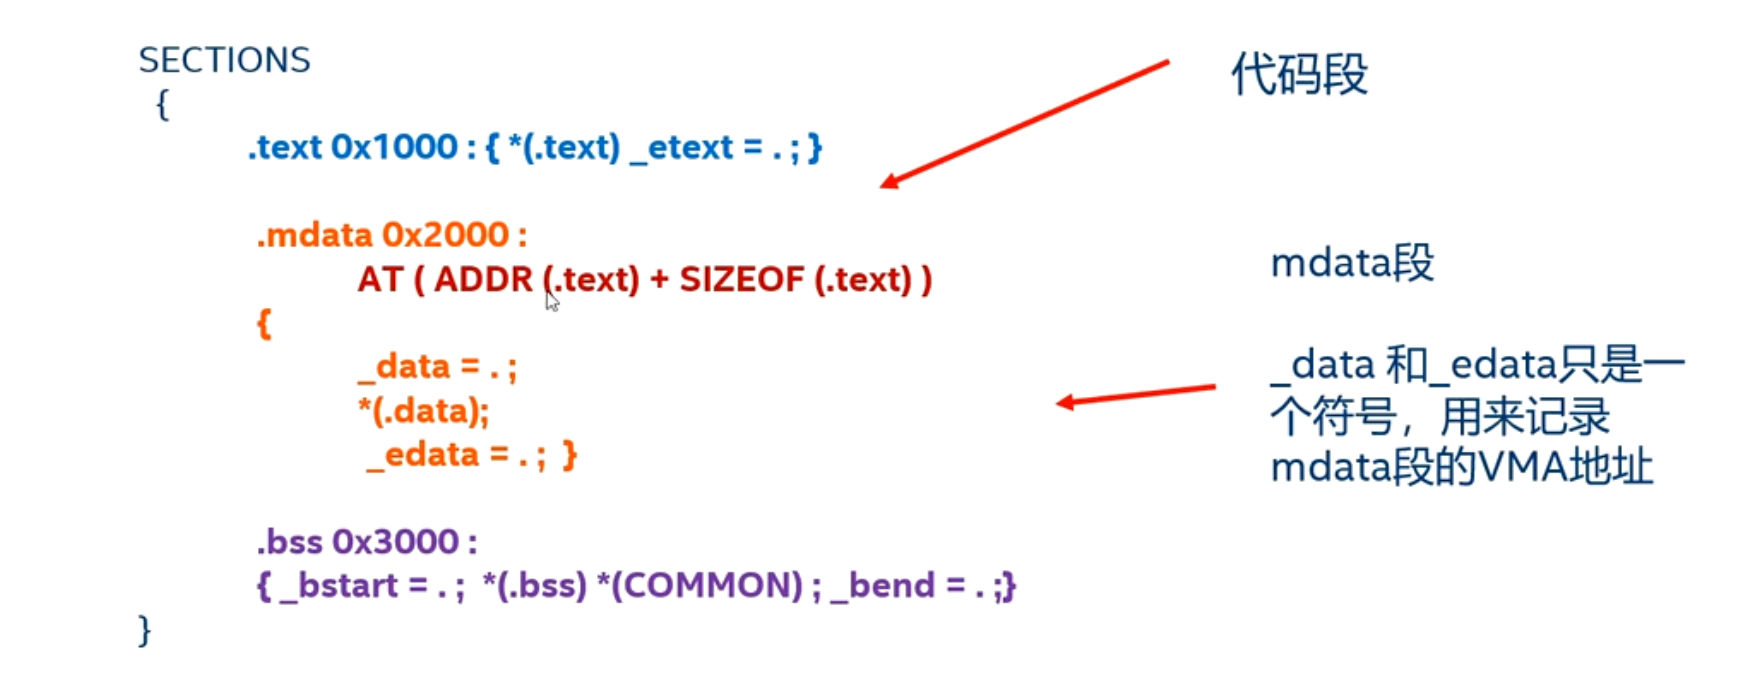 SECTIONS
{
.text 0x1000 : { *(.text) _etext = . ; }
.mdata 0x2000 :
AT ( ADDR (.text) + SIZEOF (.text) )
{
_data = . ;
*(.data);
_edata = . ; }
.bss 0x3000 :
{ _bstart = . ; *(.bss) *(COMMON) ; _bend = . ;}
}
代码段
mdata段
_data 和_edata只是一
个符号，用来记录
mdata段的VMA地址